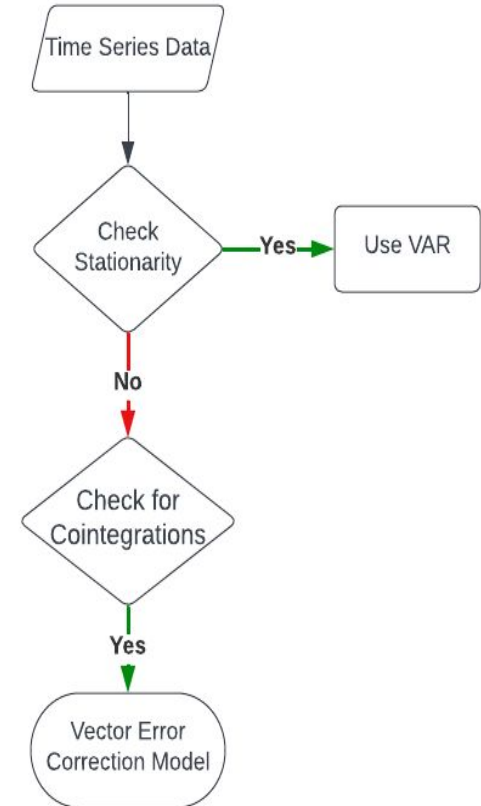 Time Series Data
Check
Stationarity
Yes
Use VAR
No
Check for
Cointegrations
Yes
Vector Error
Correction Model